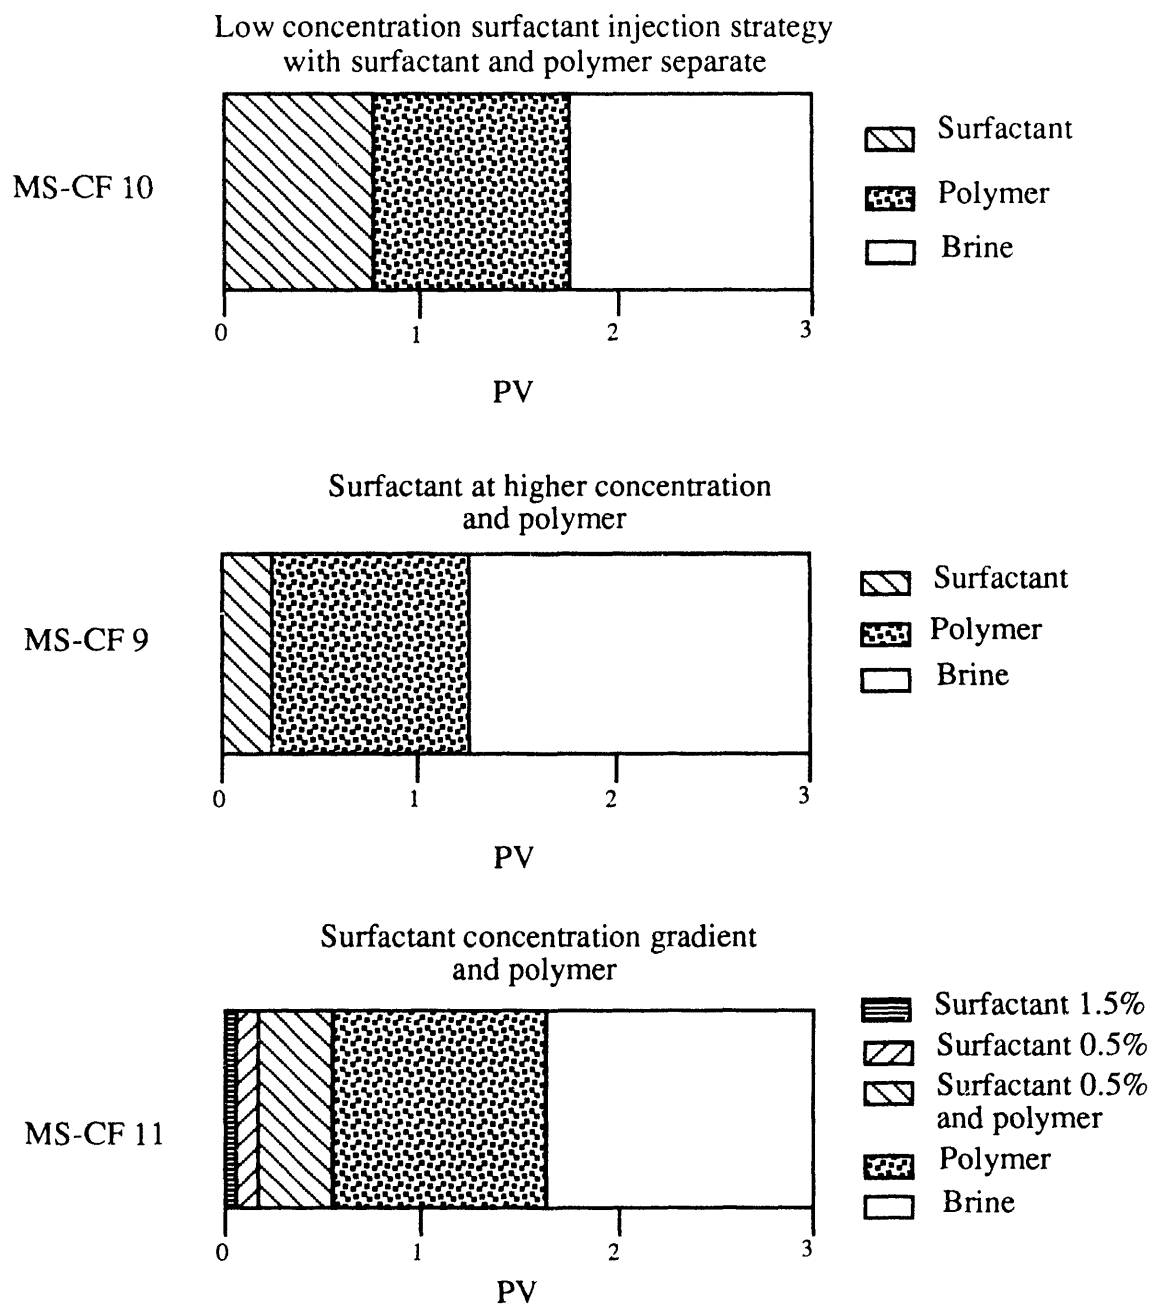 Low concentration surfactant injection strategy
with surfactant and polymer separate
MS-CF 10
Surfactant
Polymer
Brine
0 1 2 3
PV
Surfactant at higher concentration
and polymer
MS-CF 9
Surfactant
Polymer
Brine
0 1 2 3
PV
Surfactant concentration gradient
and polymer
MS-CF 11
Surfactant 1.5%
Surfactant 0.5%
Surfactant 0.5%
and polymer
Polymer
Brine
0 1 2 3
PV